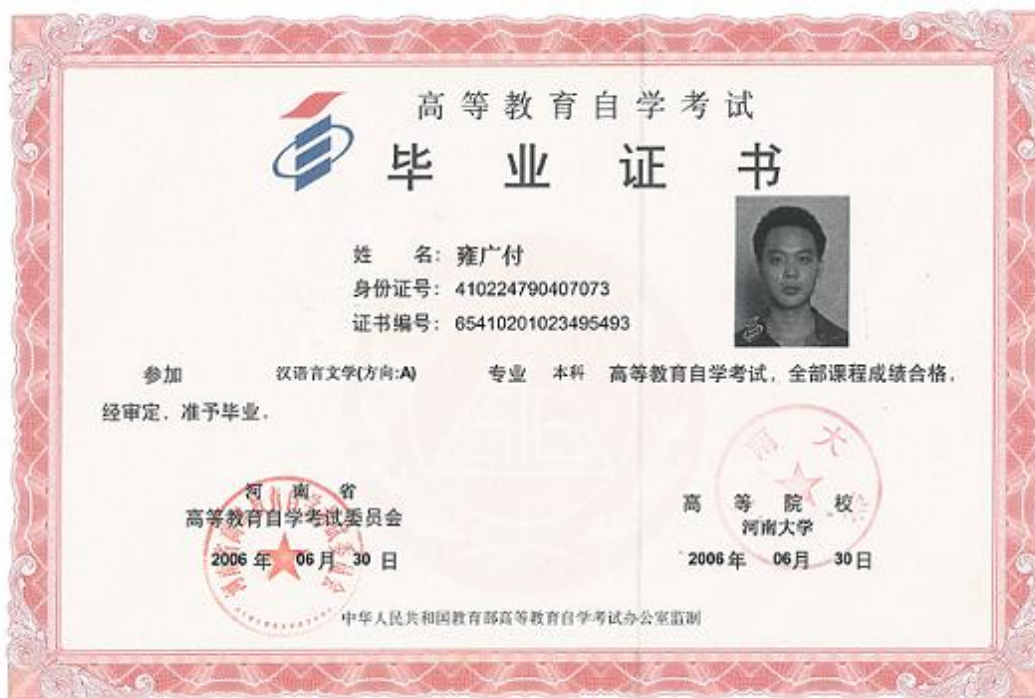 高等教育自学考试
毕业证书
姓 名：雍广付
身份证号：410224790407073
证书编号：65410201023495493
参加 汉语言文学(方向:A) 专业 本科 高等教育自学考试，全部课程成绩合格，
经审定，准予毕业。
河南省
高等教育自学考试委员会
2006 年 06月 30 日
高等院校
河南大学
2006 年 06月 30 日
中华人民共和国教育部高等教育自学考试办公室监制